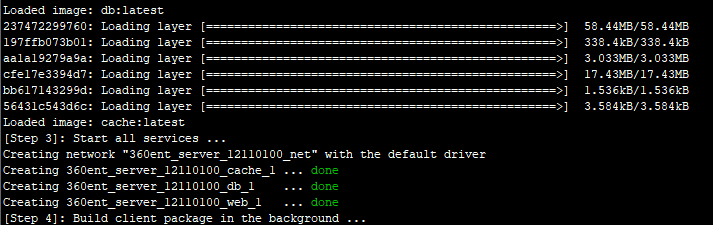 Loaded image: db:latest
237472299760: Loading layer [==================================================>]  58.44MB/58.44MB
197ffb073b01: Loading layer [==================================================>]  338.4kB/338.4kB
aa1a19279a9a: Loading layer [==================================================>]  3.033MB/3.033MB
cfe17e3394d7: Loading layer [==================================================>]  17.43MB/17.43MB
bb617143299d: Loading layer [==================================================>]  1.536kB/1.536kB
56431c543d6c: Loading layer [==================================================>]  3.584kB/3.584kB
Loaded image: cache:latest
[Step 3]: Start all services ...
Creating network "360ent_server_12110100_net" with the default driver
Creating 360ent_server_12110100_cache_1 ... done
Creating 360ent_server_12110100_db_1    ... done
Creating 360ent_server_12110100_web_1   ... done
[Step 4]: Build client package in the background ...